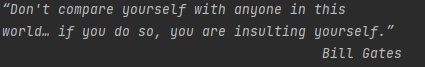 “Don't compare yourself with anyone in this
world… if you do so, you are insulting yourself.”
Bill Gates